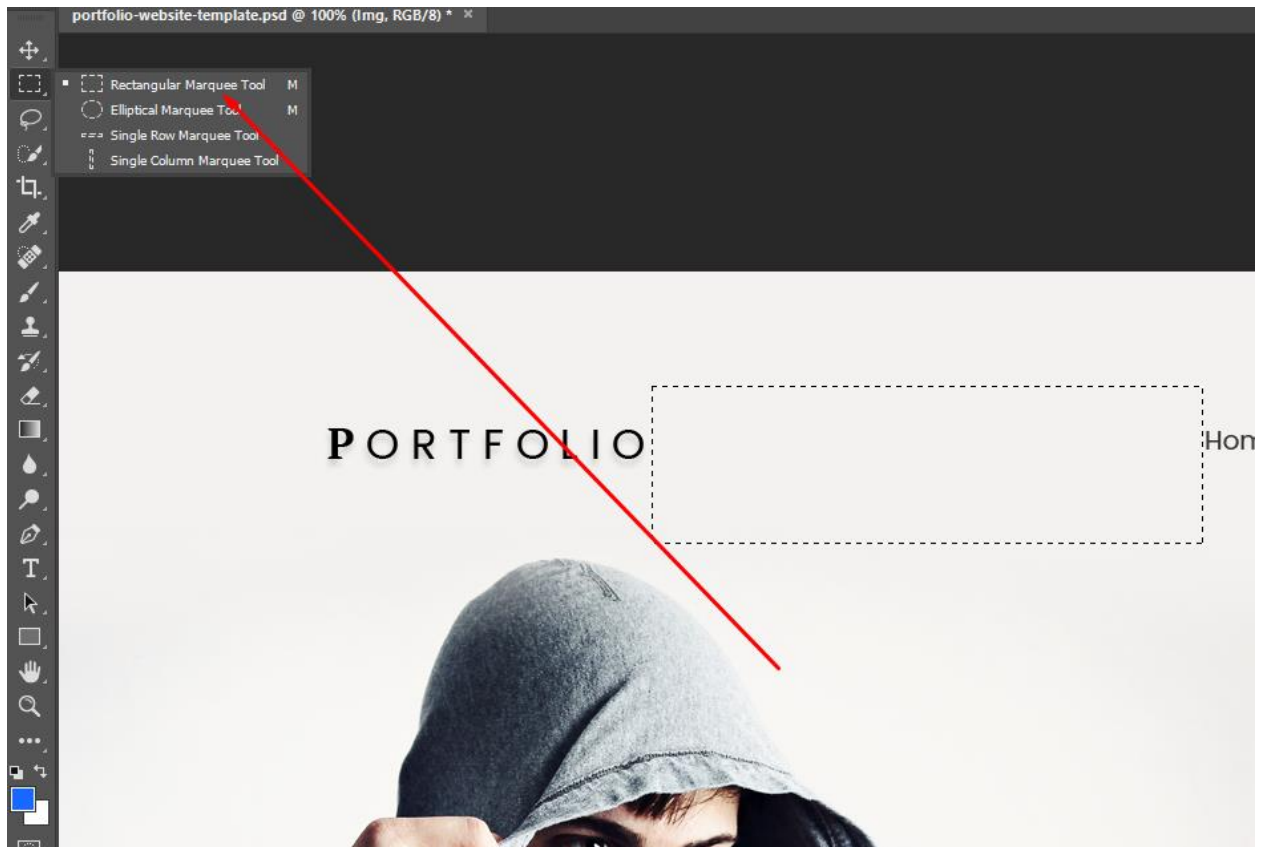 portfolio-website-template.psd @ 100% (Img, RGB/8) * ×
Rectangular Marquee Tool M
Elliptical Marquee Tool M
Single Row Marquee Tool
Single Column Marquee Tool
PORTFOLIO
Hom
T